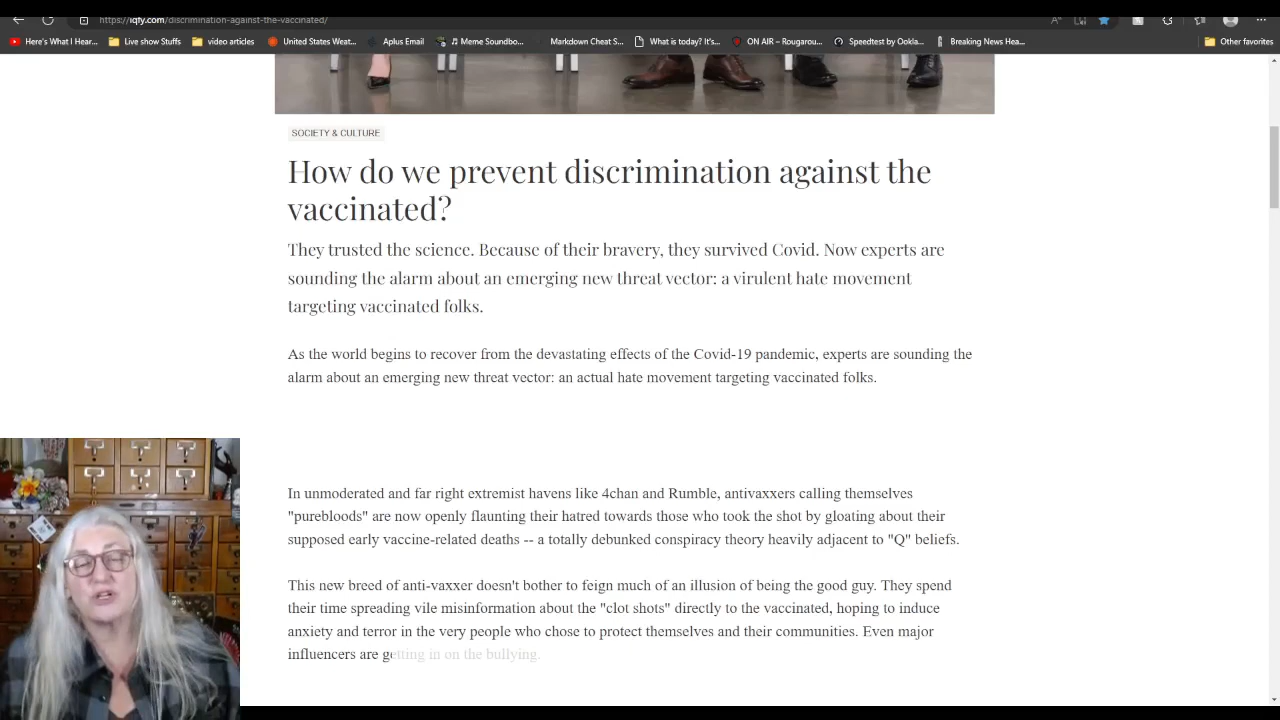 https://iqfy.com/discrimination-against-the-vaccinated/
Here's What I Hear...
Live show Stuffs
video articles
United States Weat...
Aplus Email
Meme Soundbo...
Markdown Cheat S...
What is today? It's...
ON AIR – Rougarou...
Speedtest by Ookla...
Breaking News Hea...
Other favorites
SOCIETY & CULTURE
How do we prevent discrimination against the
vaccinated?
They trusted the science. Because of their bravery, they survived Covid. Now experts are
sounding the alarm about an emerging new threat vector: a virulent hate movement
targeting vaccinated folks.
As the world begins to recover from the devastating effects of the Covid-19 pandemic, experts are sounding the
alarm about an emerging new threat vector: an actual hate movement targeting vaccinated folks.
In unmoderated and far right extremist havens like 4chan and Rumble, antivaxxers calling themselves
"purebloods" are now openly flaunting their hatred towards those who took the shot by gloating about their
supposed early vaccine-related deaths -- a totally debunked conspiracy theory heavily adjacent to "Q" beliefs.
This new breed of anti-vaxxer doesn't bother to feign much of an illusion of being the good guy. They spend
their time spreading vile misinformation about the "clot shots" directly to the vaccinated, hoping to induce
anxiety and terror in the very people who chose to protect themselves and their communities. Even major
influencers are getting in on the bullying.